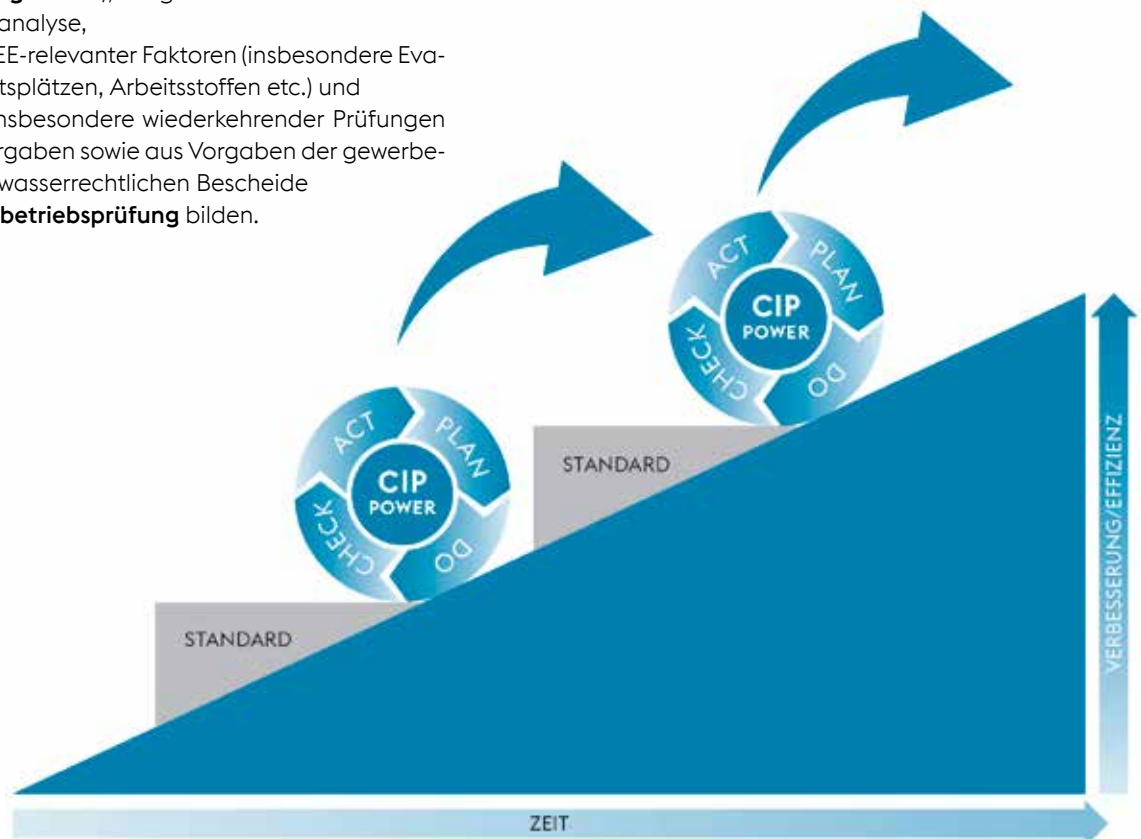 analyse,
EE-relevanter Faktoren (insbesondere Eva-
tsplätzen, Arbeitsstoffen etc.) und
nsbesondere wiederkehrender Prüfungen
rgaben sowie aus Vorgaben der gewerbe-
wasserrechtlichen Bescheide
betriebsprüfung bilden.
ACT
PLAN
CIP
POWER
CHECK
DO
STANDARD
ACT
PLAN
CIP
POWER
CHECK
DO
STANDARD
VERBESSERUNG/EFFIZIENZ
ZEIT